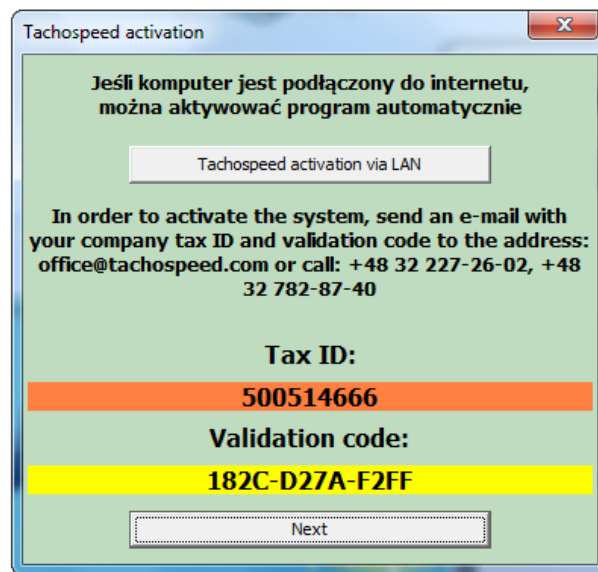 Tachospeed activation
Jeśli komputer jest podłączony do internetu,
można aktywować program automatycznie
Tachospeed activation via LAN
In order to activate the system, send an e-mail with
your company tax ID and validation code to the address:
office@tachospeed.com or call: +48 32 227-26-02, +48
32 782-87-40
Tax ID:
500514666
Validation code:
182C-D27A-F2FF
Next